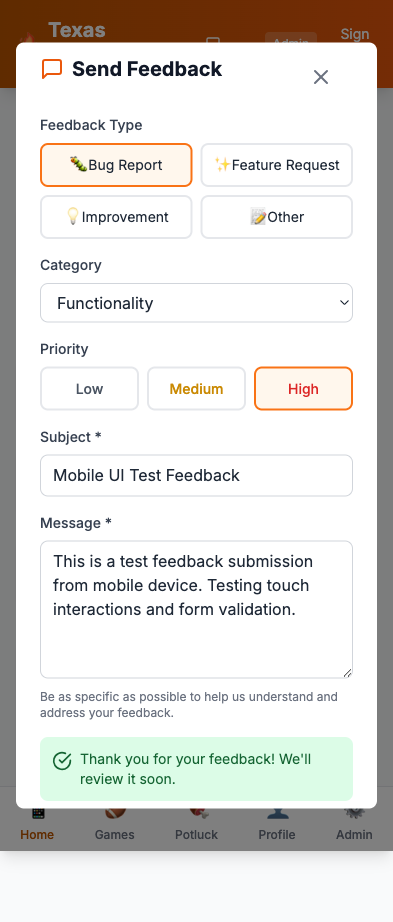 Texas
Sign
Admin
Send Feedback
Feedback Type
Bug Report
Feature Request
Improvement
Other
Category
Functionality
Priority
Low
Medium
High
Subject *
Mobile UI Test Feedback
Message *
This is a test feedback submission
from mobile device. Testing touch
interactions and form validation.
Be as specific as possible to help us understand and
address your feedback.
Thank you for your feedback! We'll
review it soon.
Home
Games
Potluck
Profile
Admin